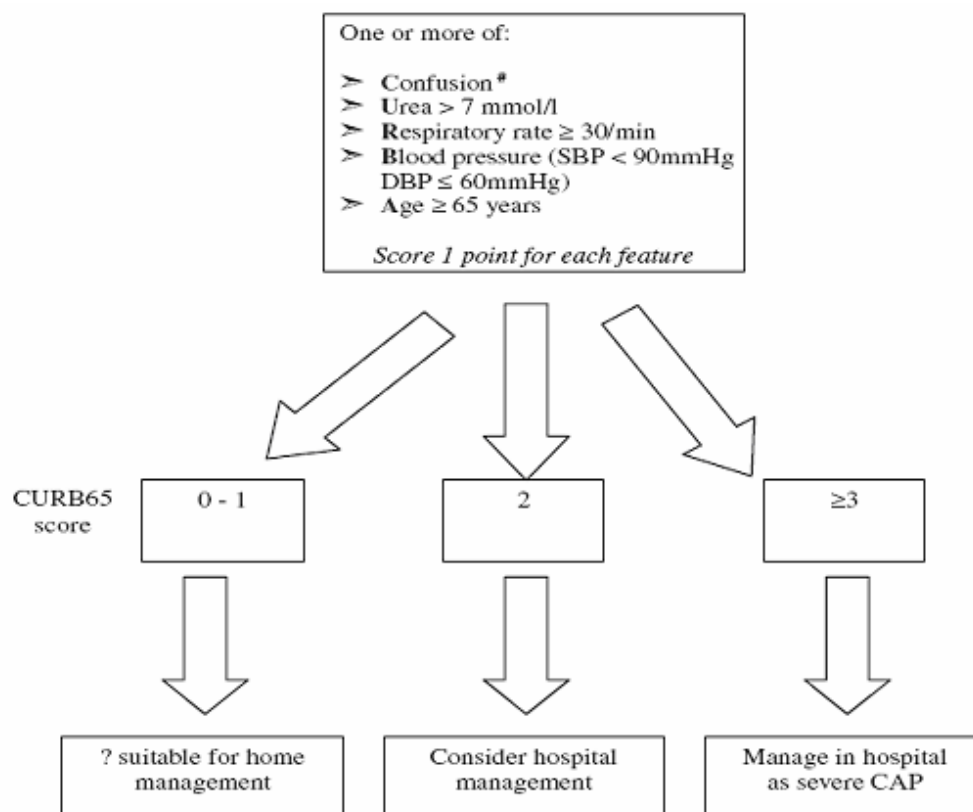 One or more of:
➢ Confusion#
➢ Urea > 7 mmol/l
➢ Respiratory rate ≥ 30/min
➢ Blood pressure (SBP < 90mmHg
DBP ≤ 60mmHg)
➢ Age ≥ 65 years
Score 1 point for each feature
CURB65
score
0 - 1
2
≥3
? suitable for home
management
Consider hospital
management
Manage in hospital
as severe CAP